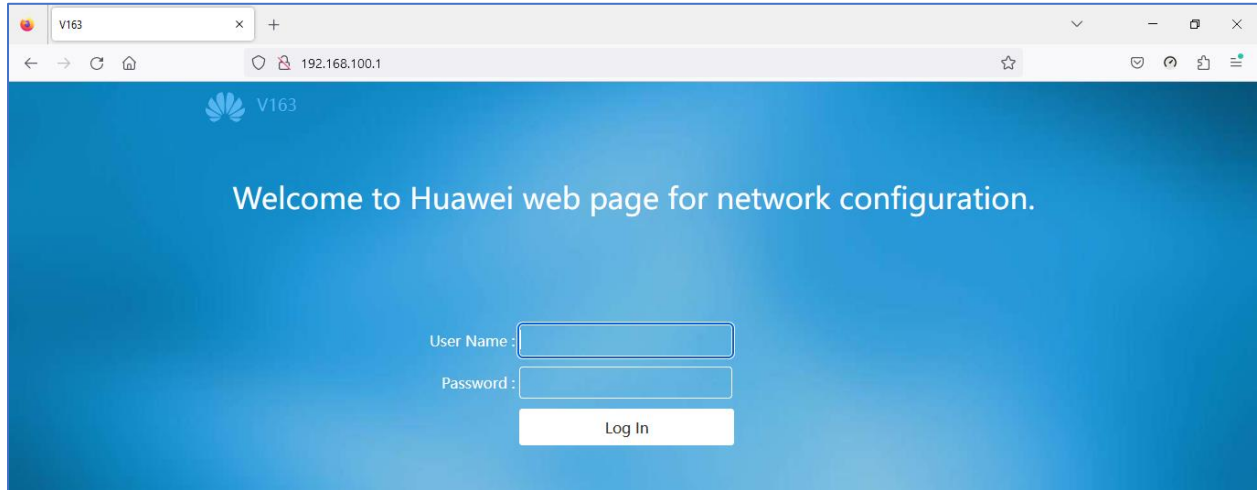 V163
192.168.100.1
V163
Welcome to Huawei web page for network configuration.
User Name :
Password :
Log In